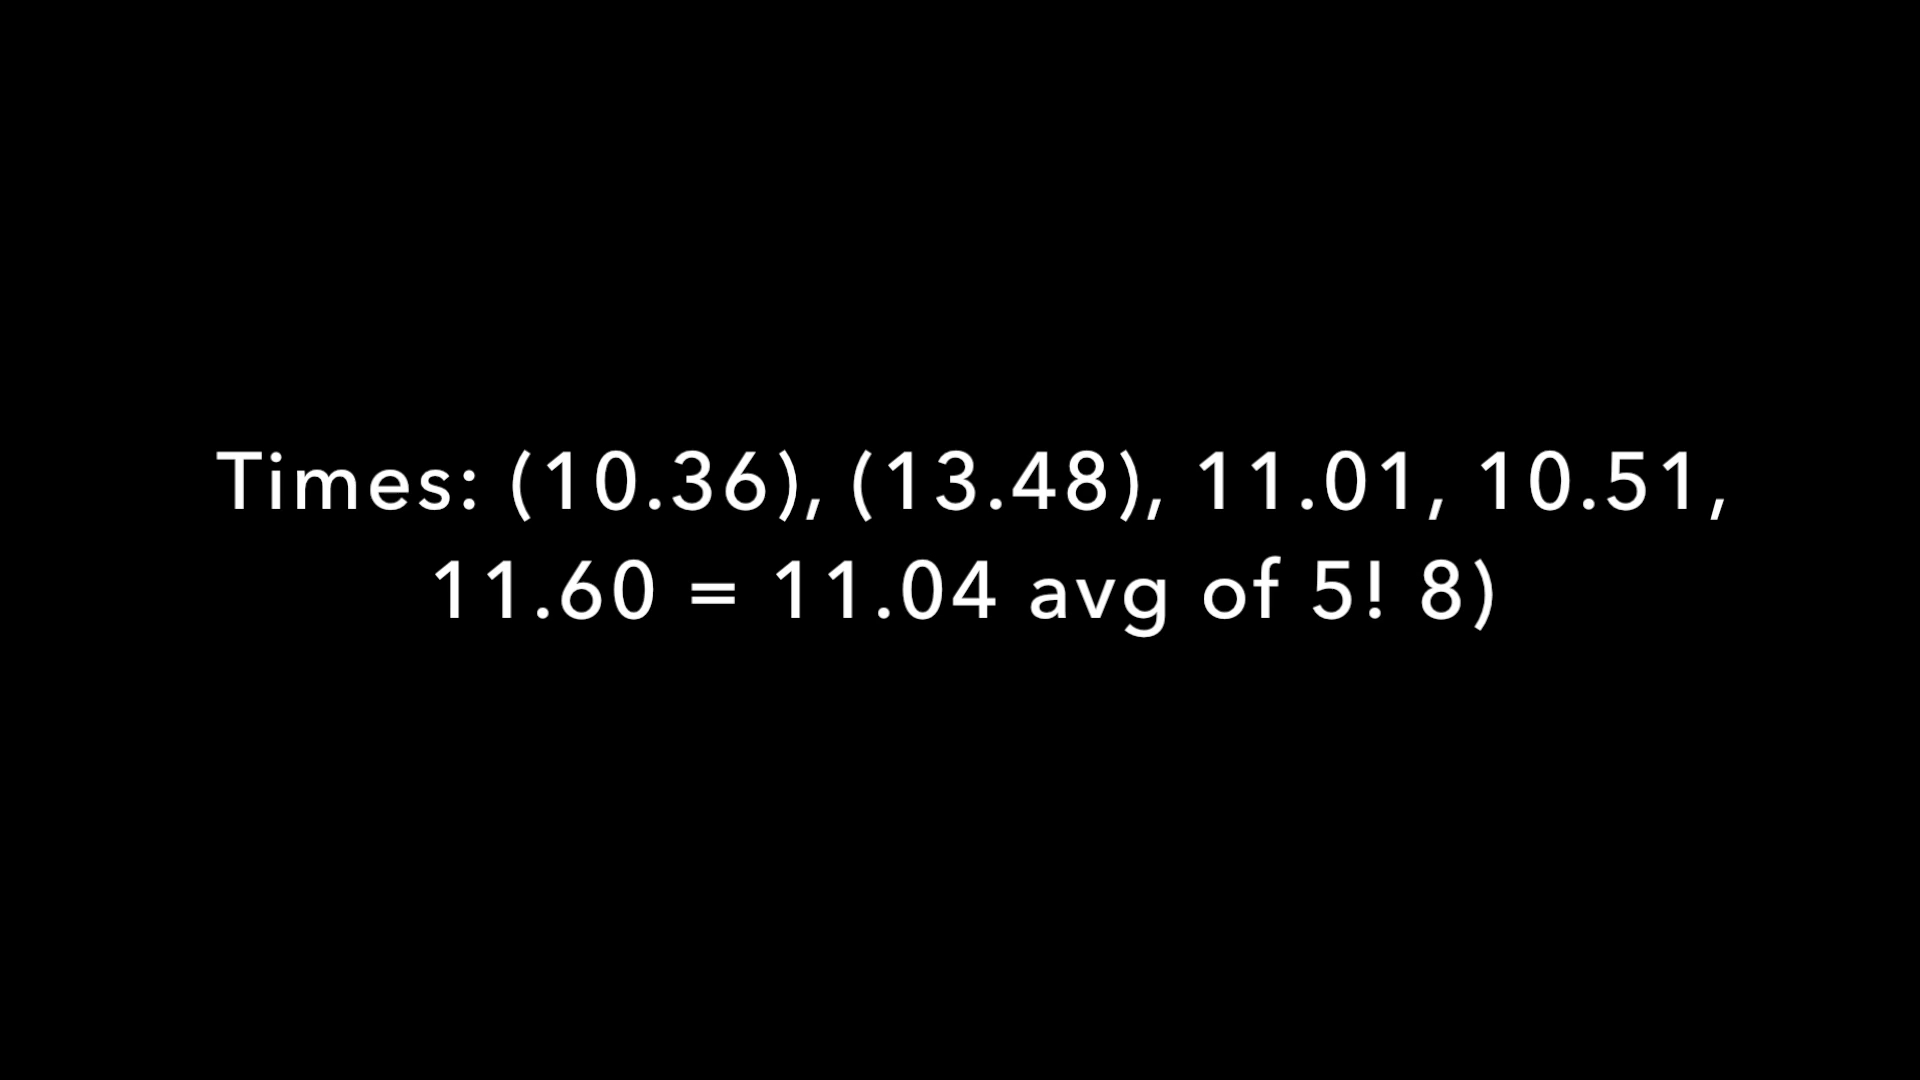 Times: (10.36), (13.48), 11.01, 10.51,
11.60 = 11.04 avg of 5! 8)